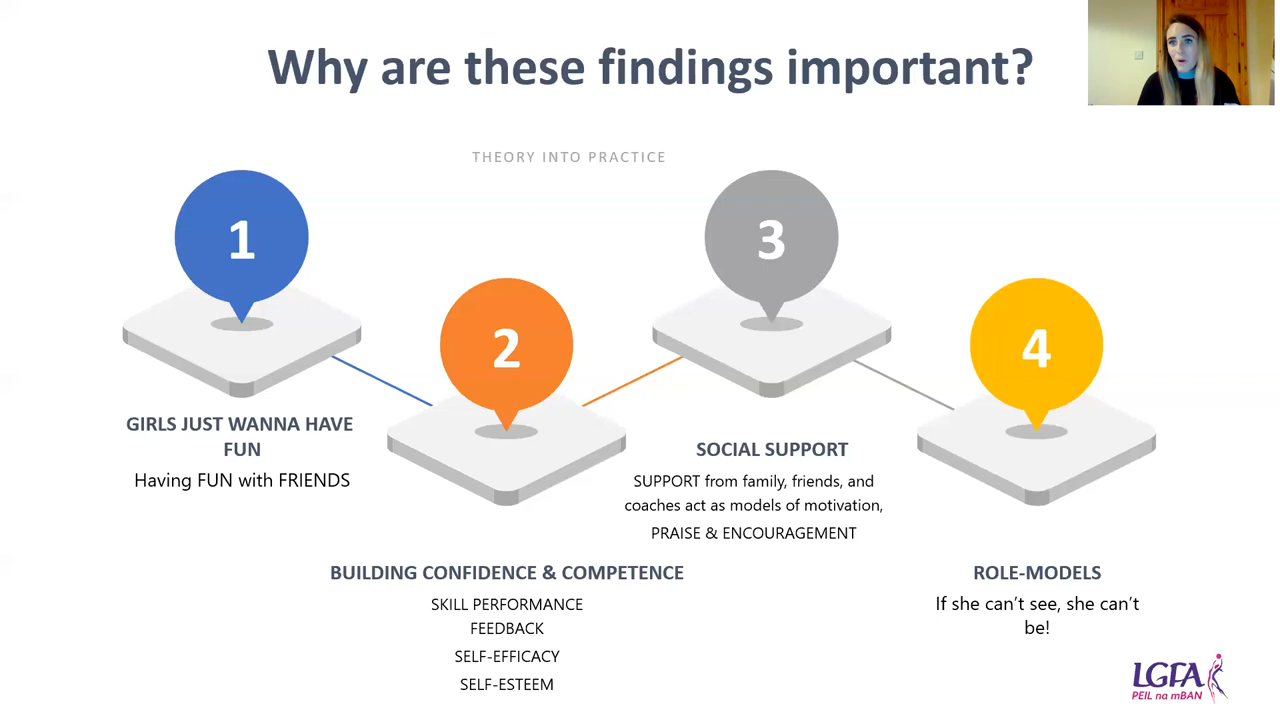 Why are these findings important?
THEORY INTO PRACTICE
1
GIRLS JUST WANNA HAVE
FUN
Having FUN with FRIENDS
2
BUILDING CONFIDENCE & COMPETENCE
SKILL PERFORMANCE
FEEDBACK
SELF-EFFICACY
SELF-ESTEEM
3
SOCIAL SUPPORT
SUPPORT from family, friends, and
coaches act as models of motivation,
PRAISE & ENCOURAGEMENT
4
ROLE-MODELS
If she can’t see, she can’t
be!
LGFA
PEIL na mBAN